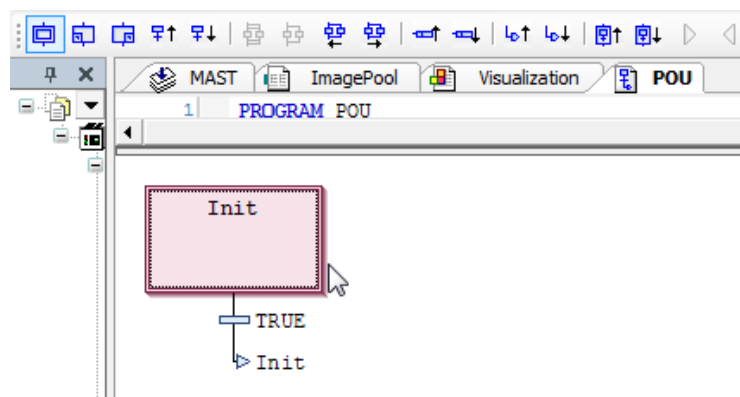 MAST ImagePool Visualization POU
1 PROGRAM POU
Init
TRUE
Init